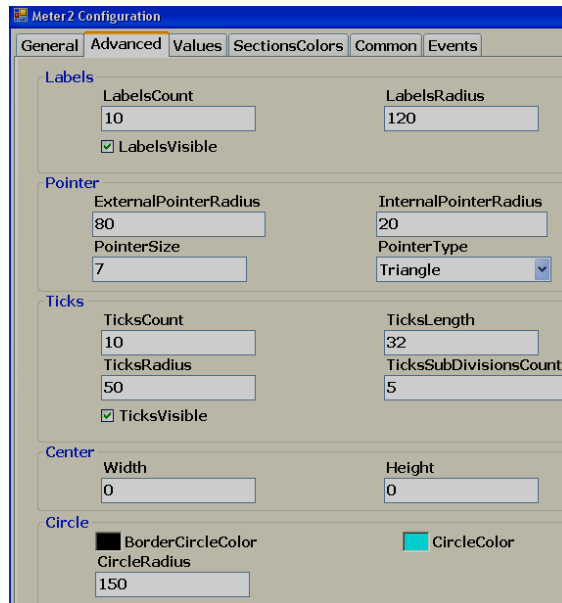 Meter2 Configuration
General Advanced Values SectionsColors Common Events
Labels
LabelsCount LabelsRadius
10 120
LabelsVisible
Pointer
ExternalPointerRadius InternalPointerRadius
80 20
PointerSize PointerType
7 Triangle
Ticks
TicksCount TicksLength
10 32
TicksRadius TicksSubDivisionsCount
50 5
TicksVisible
Center
Width Height
0 0
Circle
BorderCircleColor CircleColor
CircleRadius
150